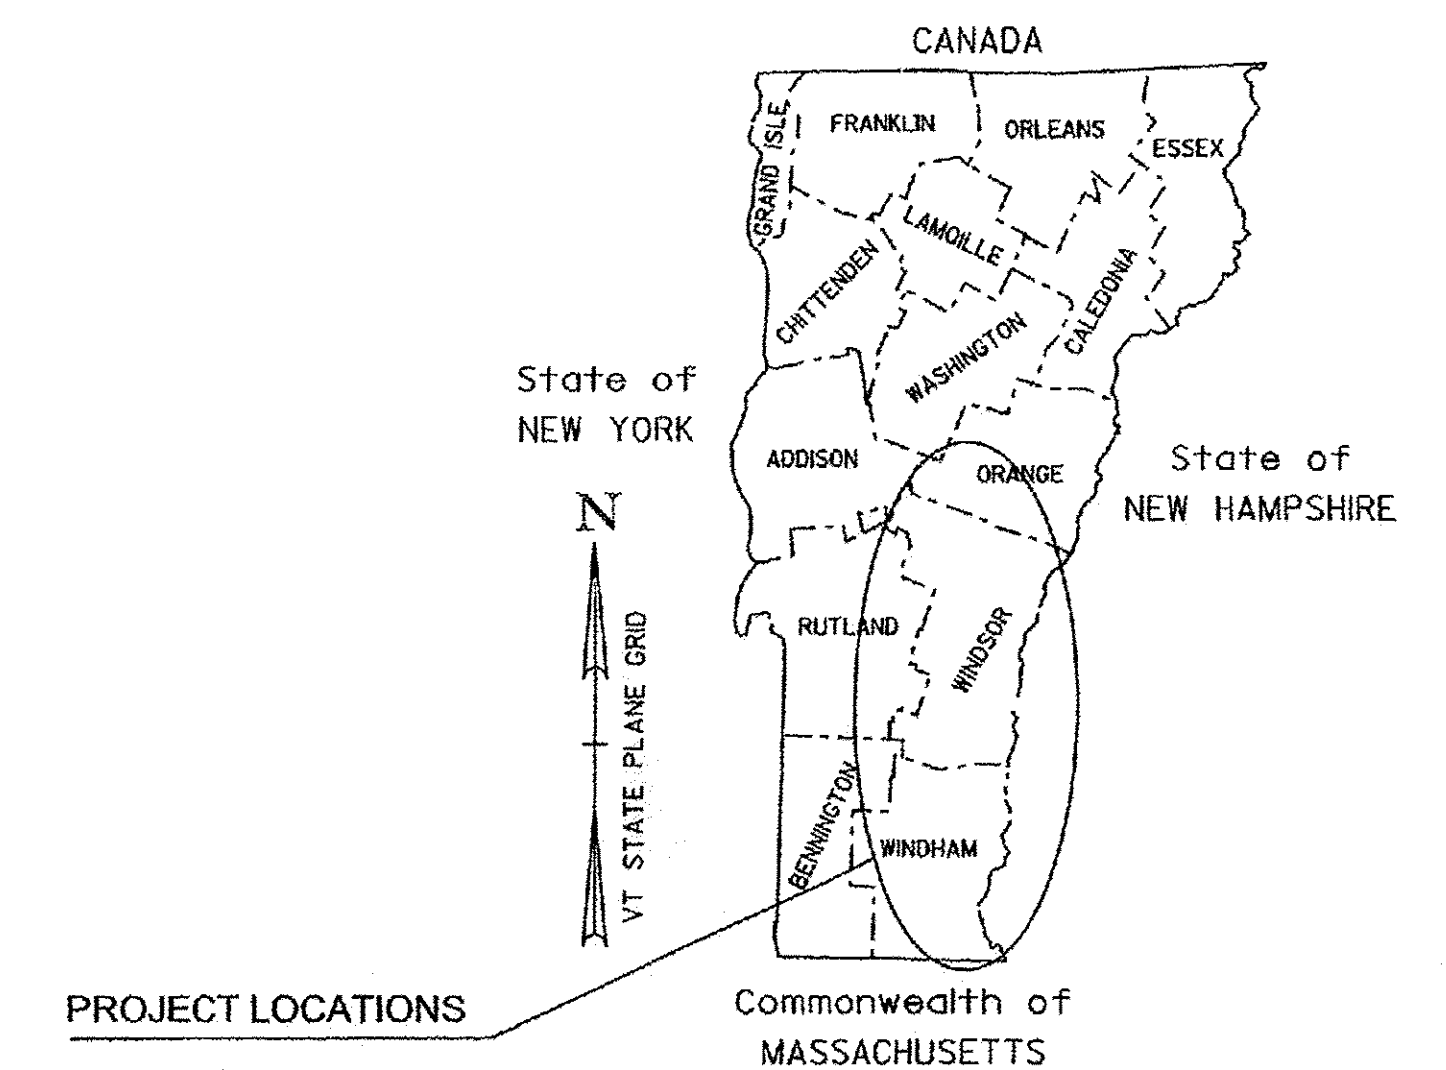 CANADA
GRAND ISLE
FRANKLIN
ORLEANS
ESSEX
LAMOILLE
CHITTENDEN
CALEDONIA
WASHINGTON
State of
NEW YORK
ADDISON
ORANGE
State of
NEW HAMPSHIRE
N
VT STATE PLANE GRID
RUTLAND
WINDSOR
BENNINGTON
WINDHAM
PROJECT LOCATIONS
Commonwealth of
MASSACHUSETTS